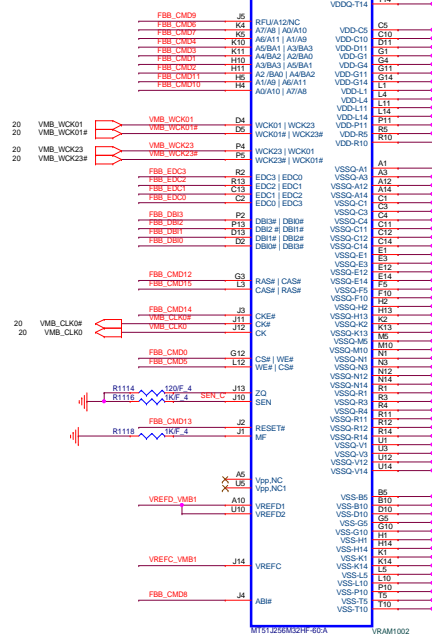 VDDQ-T14 T14
FBB_CMD9 J5 RFU/A12/NC
FBB_CMD6 K4 A7/A8 | A0/A10 VDD-C5 C5
FBB_CMD7 K5 A6/A11 | A1/A9 VDD-C10 C10
FBB_CMD4 K10 A5/BA1 | A3/BA3 VDD-D11 D11
FBB_CMD3 K11 A4/BA2 | A2/BA0 VDD-G1 G1
FBB_CMD1 H10 A3/BA3 | A5/BA1 VDD-G4 G4
FBB_CMD2 H11 A2 /BA0 | A4/BA2 VDD-G11 G11
FBB_CMD11 H5 A1/A9 | A6/A11 VDD-G14 G14
FBB_CMD10 H4 A0/A10 | A7/A8 VDD-L1 L1
VDD-L4 L4
VDD-L11 L11
VDD-L14 L14
20 VMB_WCK01 VMB_WCK01 D4 WCK01 | WCK23 VDD-P11 P11
20 VMB_WCK01# VMB_WCK01# D5 WCK01# | WCK23# VDD-R5 R5
VDD-R10 R10
20 VMB_WCK23 VMB_WCK23 P4 WCK23 | WCK01
20 VMB_WCK23# VMB_WCK23# P5 WCK23# | WCK01#
VSSQ-A1 A1
FBB_EDC3 R2 EDC3 | EDC0 VSSQ-A3 A3
FBB_EDC2 R13 EDC2 | EDC1 VSSQ-A12 A12
FBB_EDC1 C13 EDC1 | EDC2 VSSQ-A14 A14
FBB_EDC0 C2 EDC0 | EDC3 VSSQ-C1 C1
VSSQ-C3 C3
FBB_DBI3 P2 DBI3# | DBI0# VSSQ-C4 C4
FBB_DBI2 P13 DBI2 # | DBI1# VSSQ-C11 C11
FBB_DBI1 D13 DBI1# | DBI2# VSSQ-C12 C12
FBB_DBI0 D2 DBI0# | DBI3# VSSQ-C14 C14
VSSQ-E1 E1
VSSQ-E3 E3
VSSQ-E12 E12
FBB_CMD12 G3 RAS# | CAS# VSSQ-E14 E14
FBB_CMD15 L3 CAS# | RAS# VSSQ-F5 F5
VSSQ-F10 F10
VSSQ-H2 H2
FBB_CMD14 J3 CKE# VSSQ-H13 H13
20 VMB_CLK0# VMB_CLK0# J11 CK# VSSQ-K2 K2
20 VMB_CLK0 VMB_CLK0 J12 CK VSSQ-K13 K13
VSSQ-M5 M5
VSSQ-M10 M10
FBB_CMD0 G12 CS# | WE# VSSQ-N1 N1
FBB_CMD5 L12 WE# | CS# VSSQ-N3 N3
VSSQ-N12 N12
VSSQ-N14 N14
R1114 120/F_4 J13 ZQ VSSQ-R1 R1
R1116 1K/F_4 SEN_C J10 SEN VSSQ-R3 R3
VSSQ-R4 R4
VSSQ-R11 R11
FBB_CMD13 J2 RESET# VSSQ-R12 R12
R1118 1K/F_4 J1 MF VSSQ-R14 R14
VSSQ-V1 U1
VSSQ-V3 U3
VSSQ-V12 U12
VSSQ-V14 U14
A5 Vpp,NC
U5 Vpp,NC1
VSS-B5 B5
VREFD_VMB1 A10 VREFD1 VSS-B10 B10
U10 VREFD2 VSS-D10 D10
VSS-G5 G5
VSS-G10 G10
VSS-H1 H1
VSS-H14 H14
VSS-K1 K1
VREFC_VMB1 J14 VREFC VSS-K14 K14
VSS-L5 L5
VSS-L10 L10
VSS-P10 P10
FBB_CMD8 J4 ABI# VSS-T5 T5
VSS-T10 T10
MT51J256M32HF-60:A VRAM1002